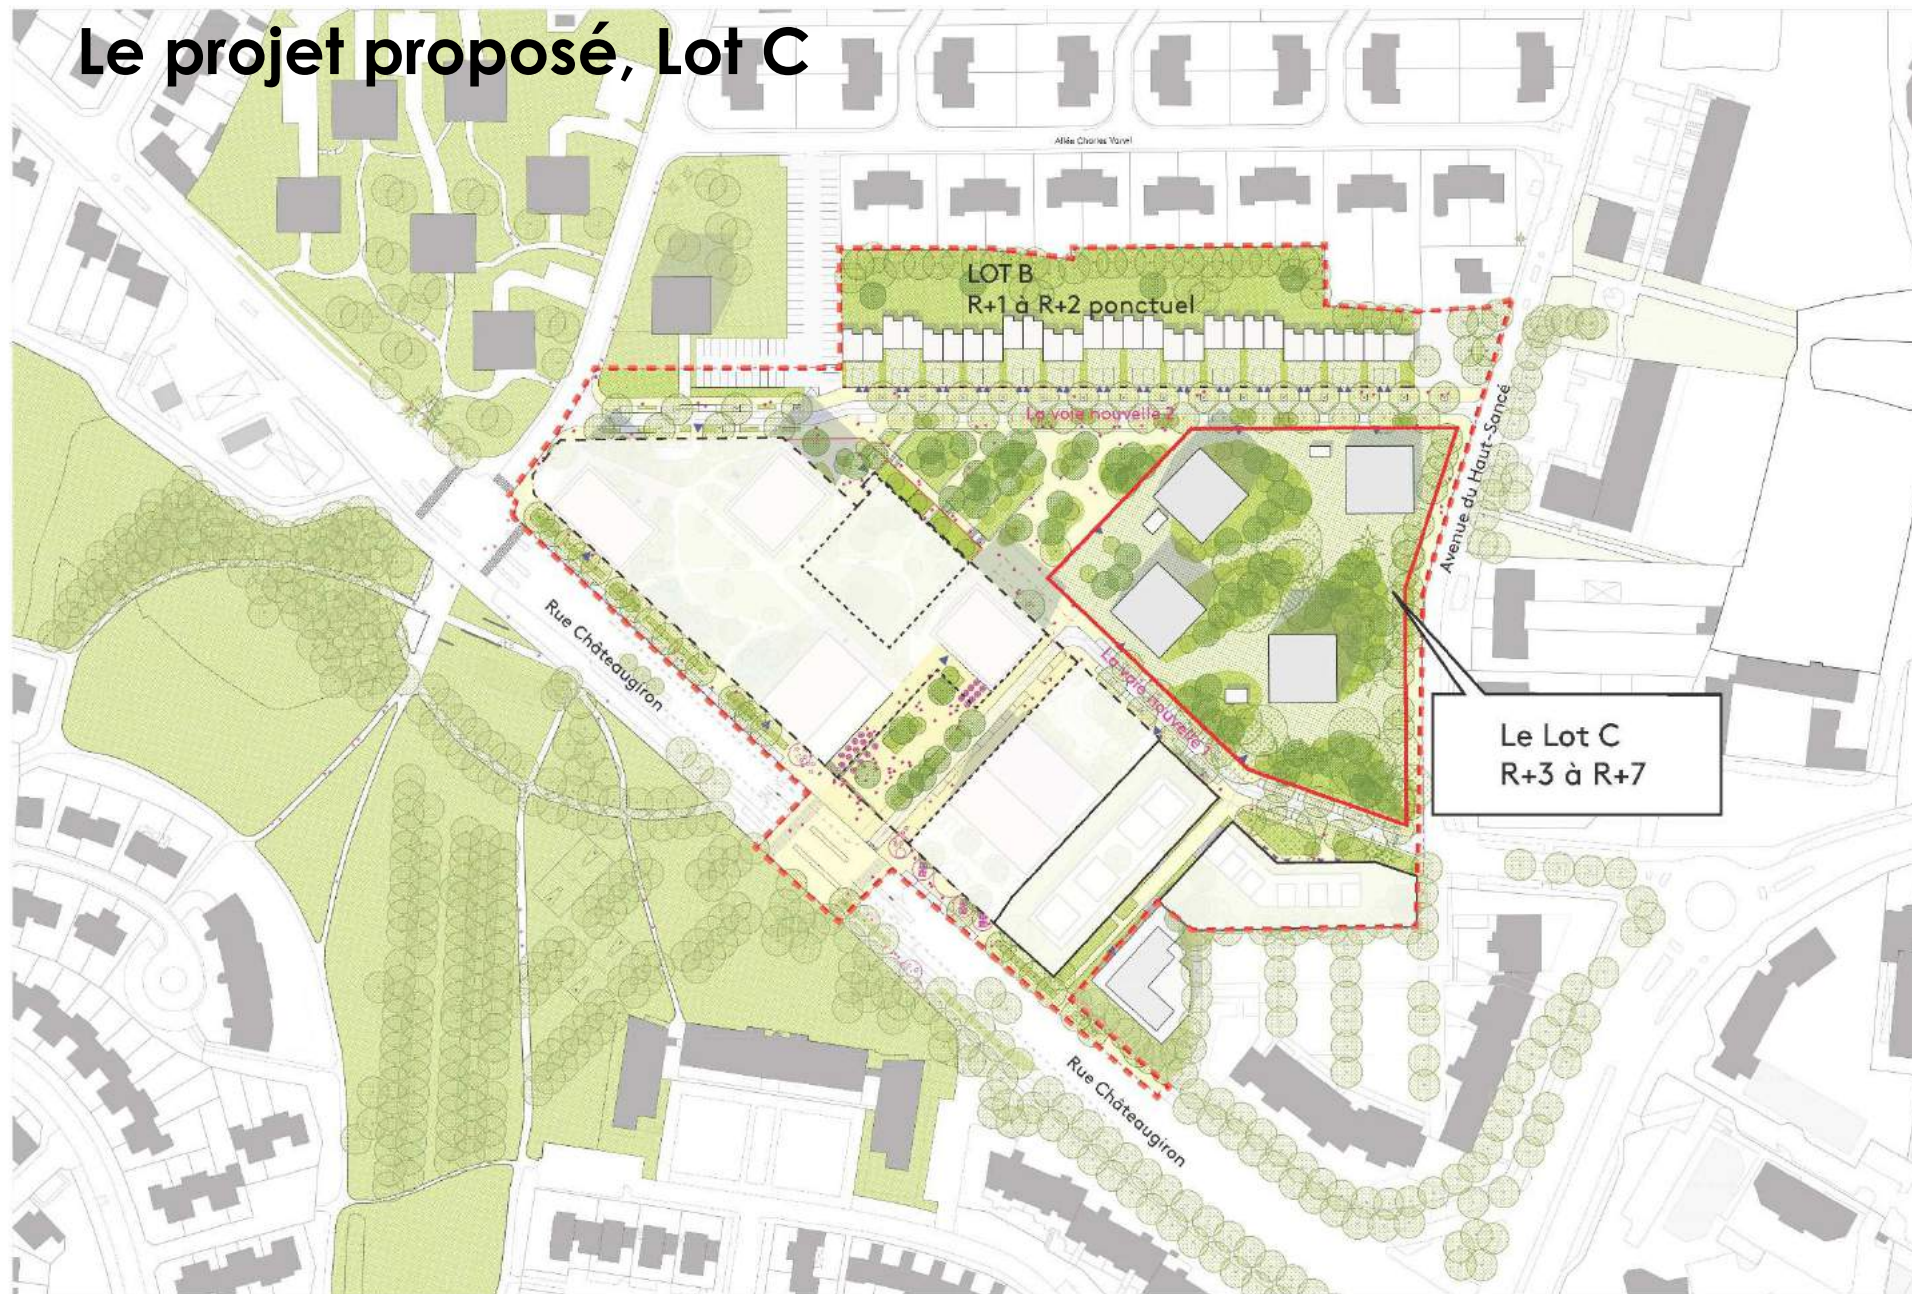 Le projet proposé, Lot C
Allée Charles Vanel
LOT B
R+1 à R+2 ponctuel
La voie nouvelle 2
Avenue du Haut-Sancé
Rue Châteaugiron
La voie nouvelle 1
Le Lot C
R+3 à R+7
Rue Châteaugiron